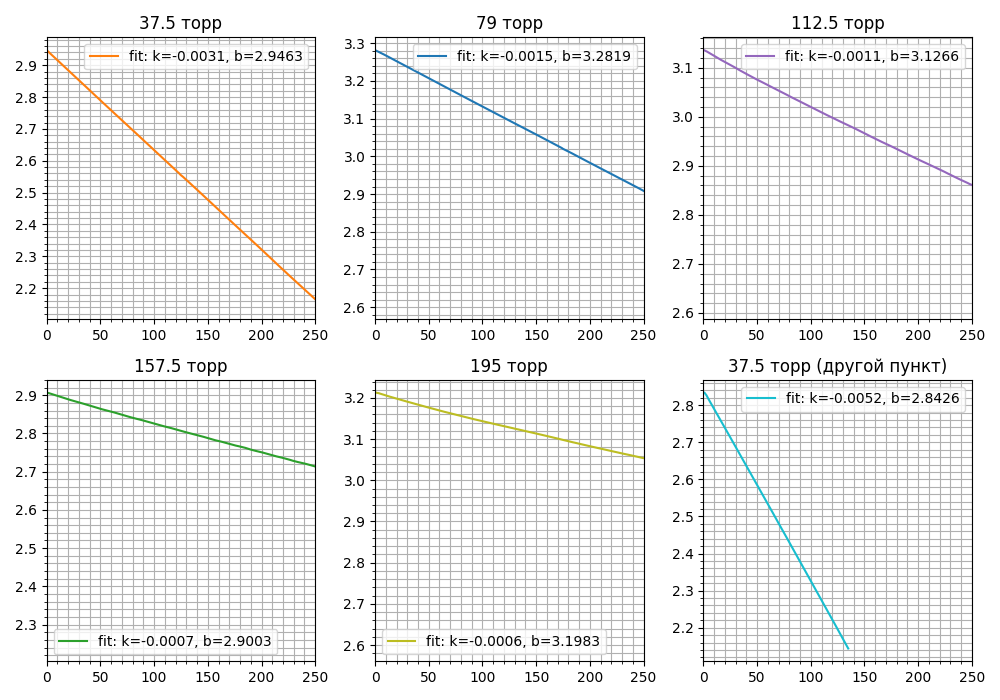 37.5 торр
79 торр
112.5 торр
fit: k=-0.0031, b=2.9463
fit: k=-0.0015, b=3.2819
fit: k=-0.0011, b=3.1266
2.9
2.8
2.7
2.6
2.5
2.4
2.3
2.2
3.3
3.2
3.1
3.0
2.9
2.8
2.7
2.6
3.1
3.0
2.9
2.8
2.7
2.6
0 50 100 150 200 250
0 50 100 150 200 250
0 50 100 150 200 250
157.5 торр
195 торр
37.5 торр (другой пункт)
2.9
2.8
2.7
2.6
2.5
2.4
2.3
3.2
3.1
3.0
2.9
2.8
2.7
2.6
fit: k=-0.0052, b=2.8426
2.8
2.7
2.6
2.5
2.4
2.3
2.2
fit: k=-0.0007, b=2.9003
fit: k=-0.0006, b=3.1983
0 50 100 150 200 250
0 50 100 150 200 250
0 50 100 150 200 250